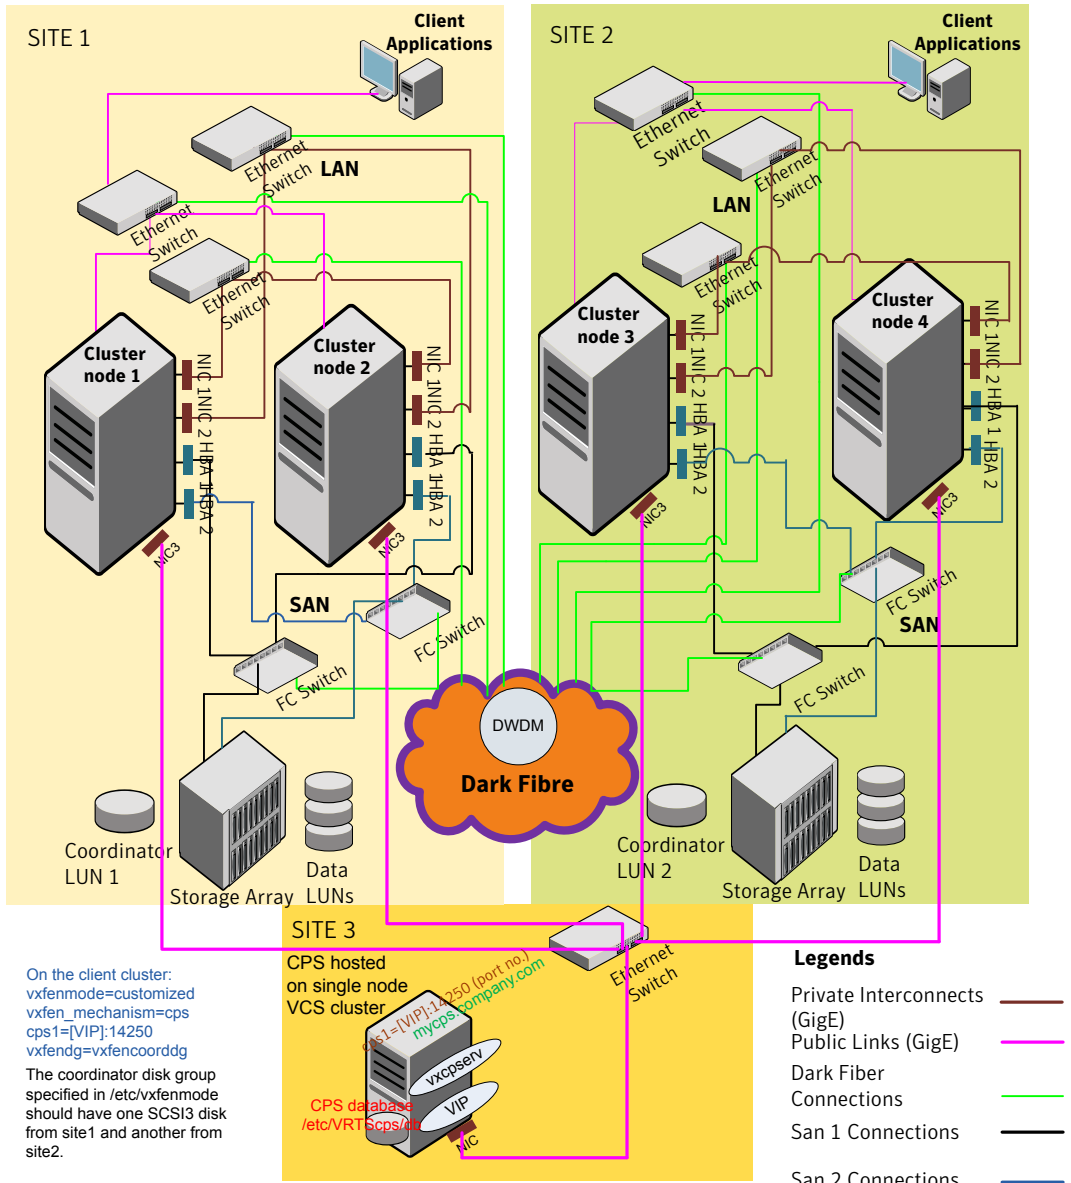 SITE 1
Client
Applications
SITE 2
Client
Applications
Ethernet
Switch
LAN
Ethernet
Switch
Ethernet
Switch
Ethernet
Switch
Ethernet
Switch
LAN
Ethernet
Switch
Cluster
node 1
NIC 1
NIC 2
HBA 1
HBA 2
NIC3
Cluster
node 2
NIC 1
NIC 2
HBA 1
HBA 2
NIC3
Cluster
node 3
NIC 1
NIC 2
HBA 1
HBA 2
NIC3
Cluster
node 4
NIC 1
NIC 2
HBA 1
HBA 2
NIC3
SAN
FC Switch
FC Switch
FC Switch
SAN
FC Switch
DWDM
Dark Fibre
Coordinator
LUN 1
Storage Array
Data
LUNs
Coordinator
LUN 2
Storage Array
Data
LUNs
SITE 3
CPS hosted
on single node
VCS cluster
Ethernet
Switch
cps1=[VIP]:14250 (port no.)
mycps.company.com
vxcpserv
VIP
CPS database
/etc/VRTScps/db
NIC
On the client cluster:
vxfenmode=customized
vxfen_mechanism=cps
cps1=[VIP]:14250
vxfendg=vxfencoorddg
The coordinator disk group
specified in /etc/vxfenmode
should have one SCSI3 disk
from site1 and another from
site2.
Legends
Private Interconnects
(GigE)
Public Links (GigE)
Dark Fiber
Connections
San 1 Connections
San 2 Connections